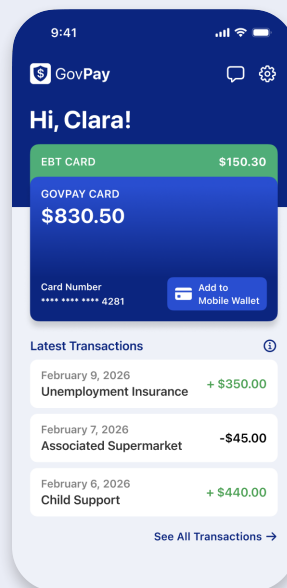 9:41
GovPay
Hi, Clara!
EBT CARD $150.30
GOVPAY CARD
$830.50
Card Number
**** **** **** 4281
Add to
Mobile Wallet
Latest Transactions
February 9, 2026
Unemployment Insurance
+ $350.00
February 7, 2026
Associated Supermarket
-$45.00
February 6, 2026
Child Support
+ $440.00
See All Transactions →